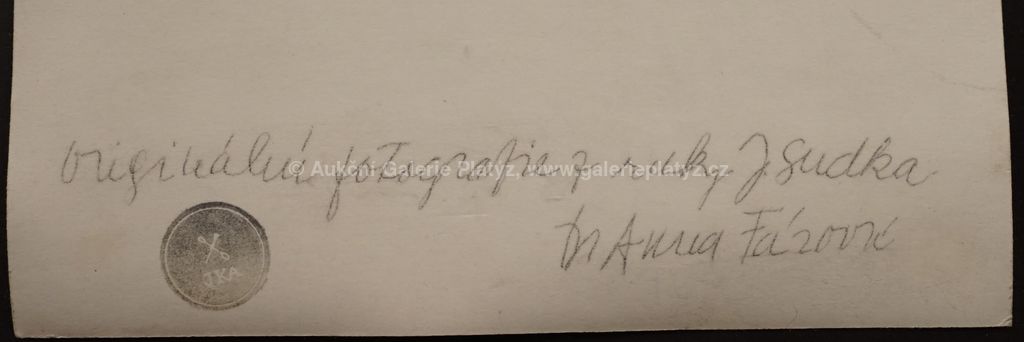 originální fotografie z ruky J Sudka
© Aukční Galerie Platýz, www.galerieplatyz.cz
Dr Anna Fárová